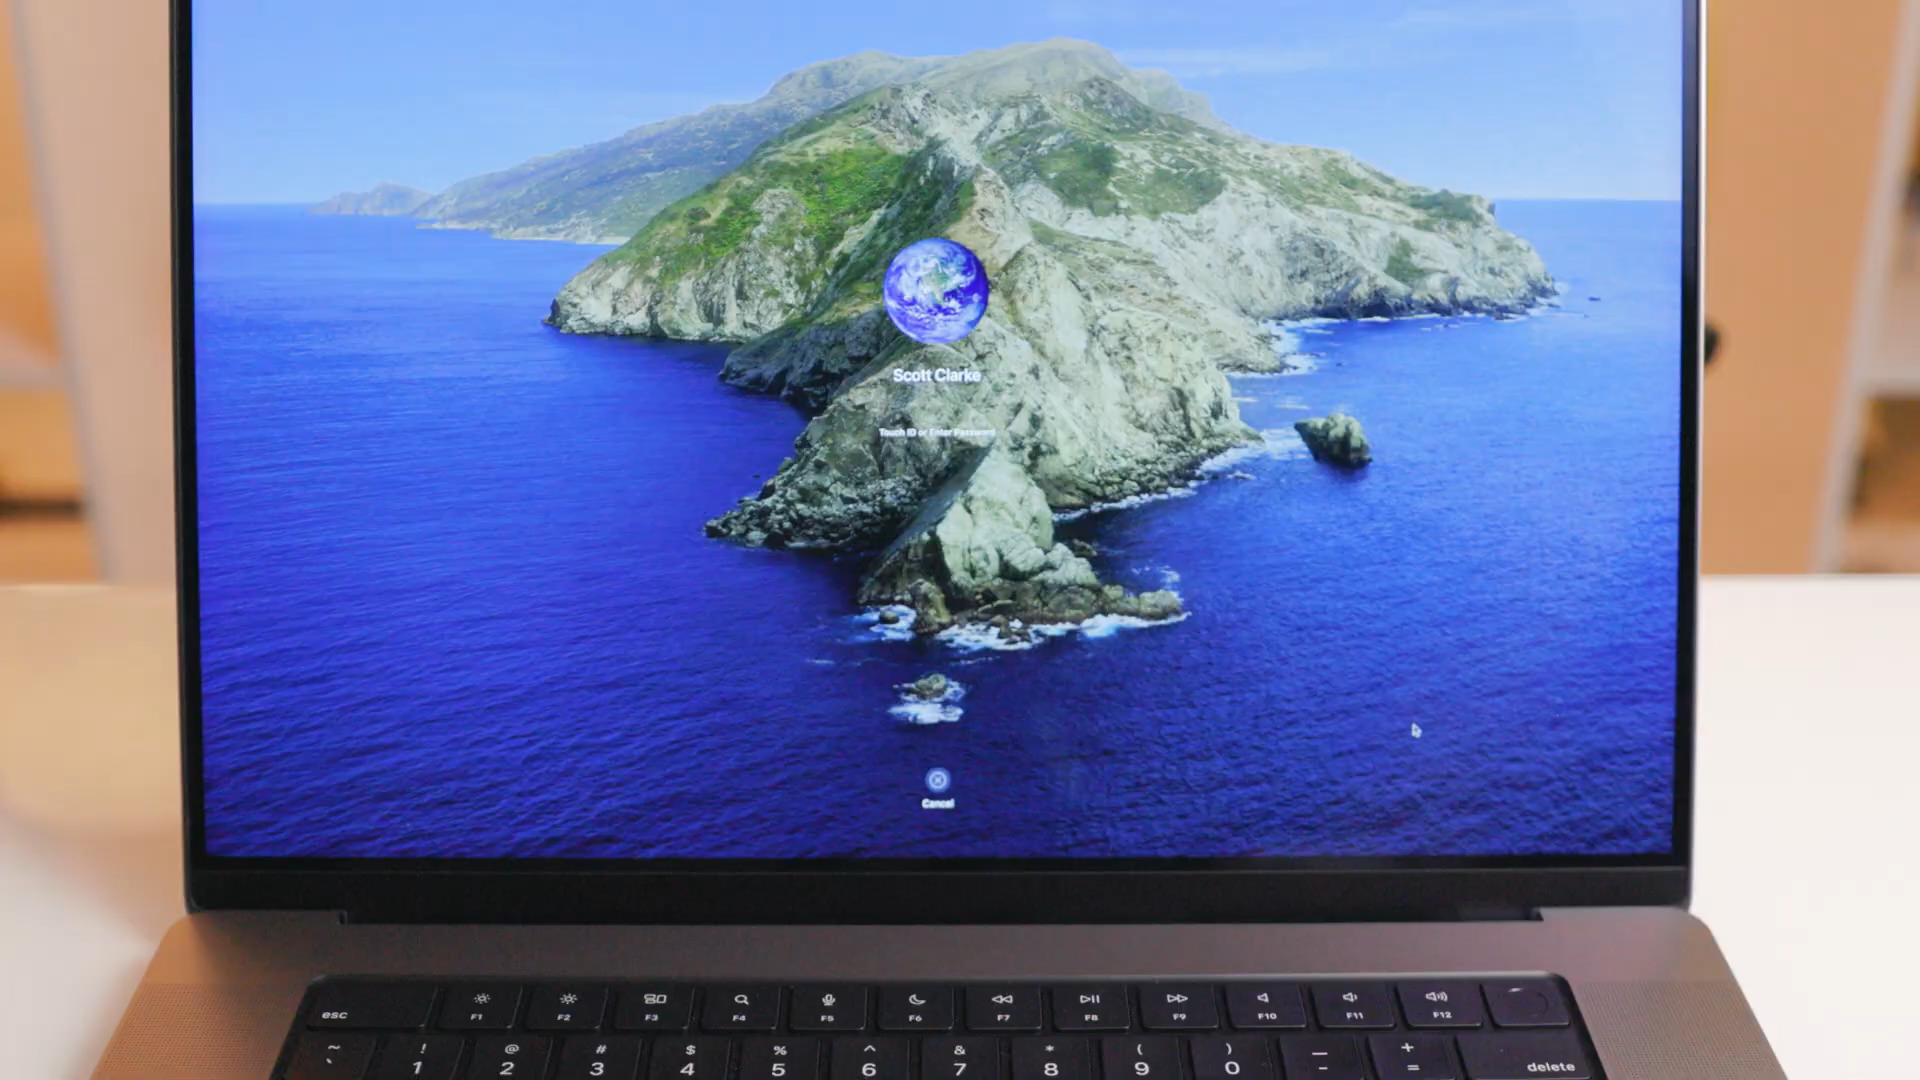 Scott Clarke
Touch ID or Enter Password
Cancel
esc F1 F2 F3 F4 F5 F6 F7 F8 F9 F10 F11 F12
~ ! @ # $ % ^ & * ( ) — +
` 1 2 3 4 5 6 7 8 9 0 - = delete